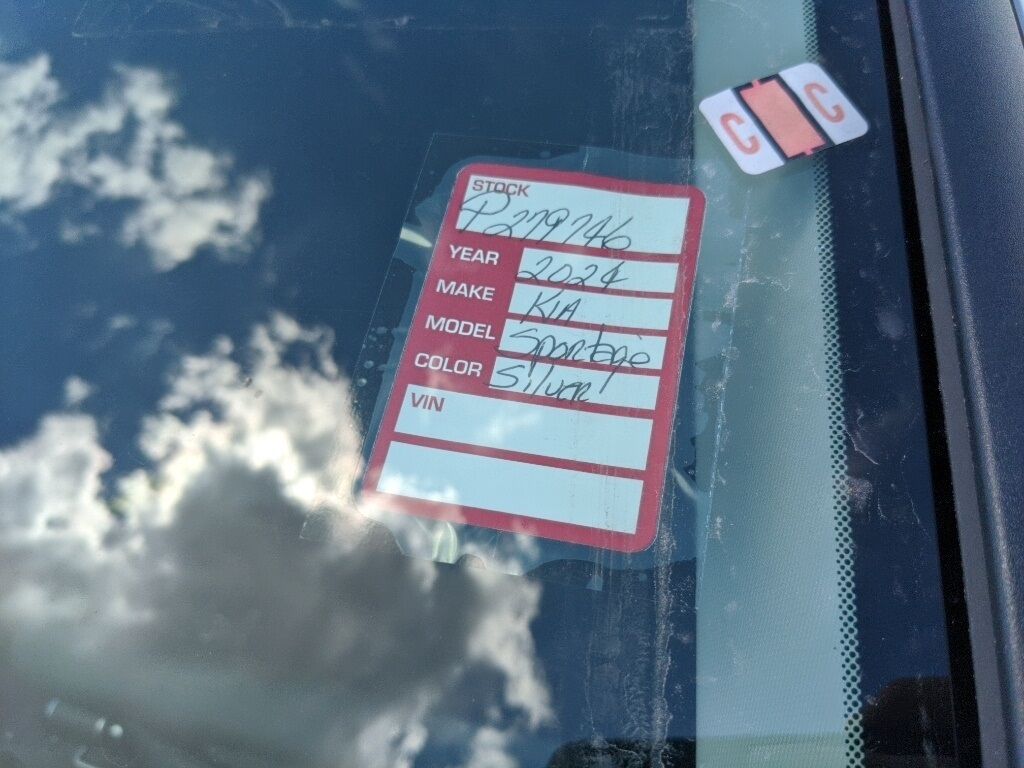 C C
STOCK
P279746
YEAR 2024
MAKE KIA
MODEL Sportage
COLOR Silver
VIN